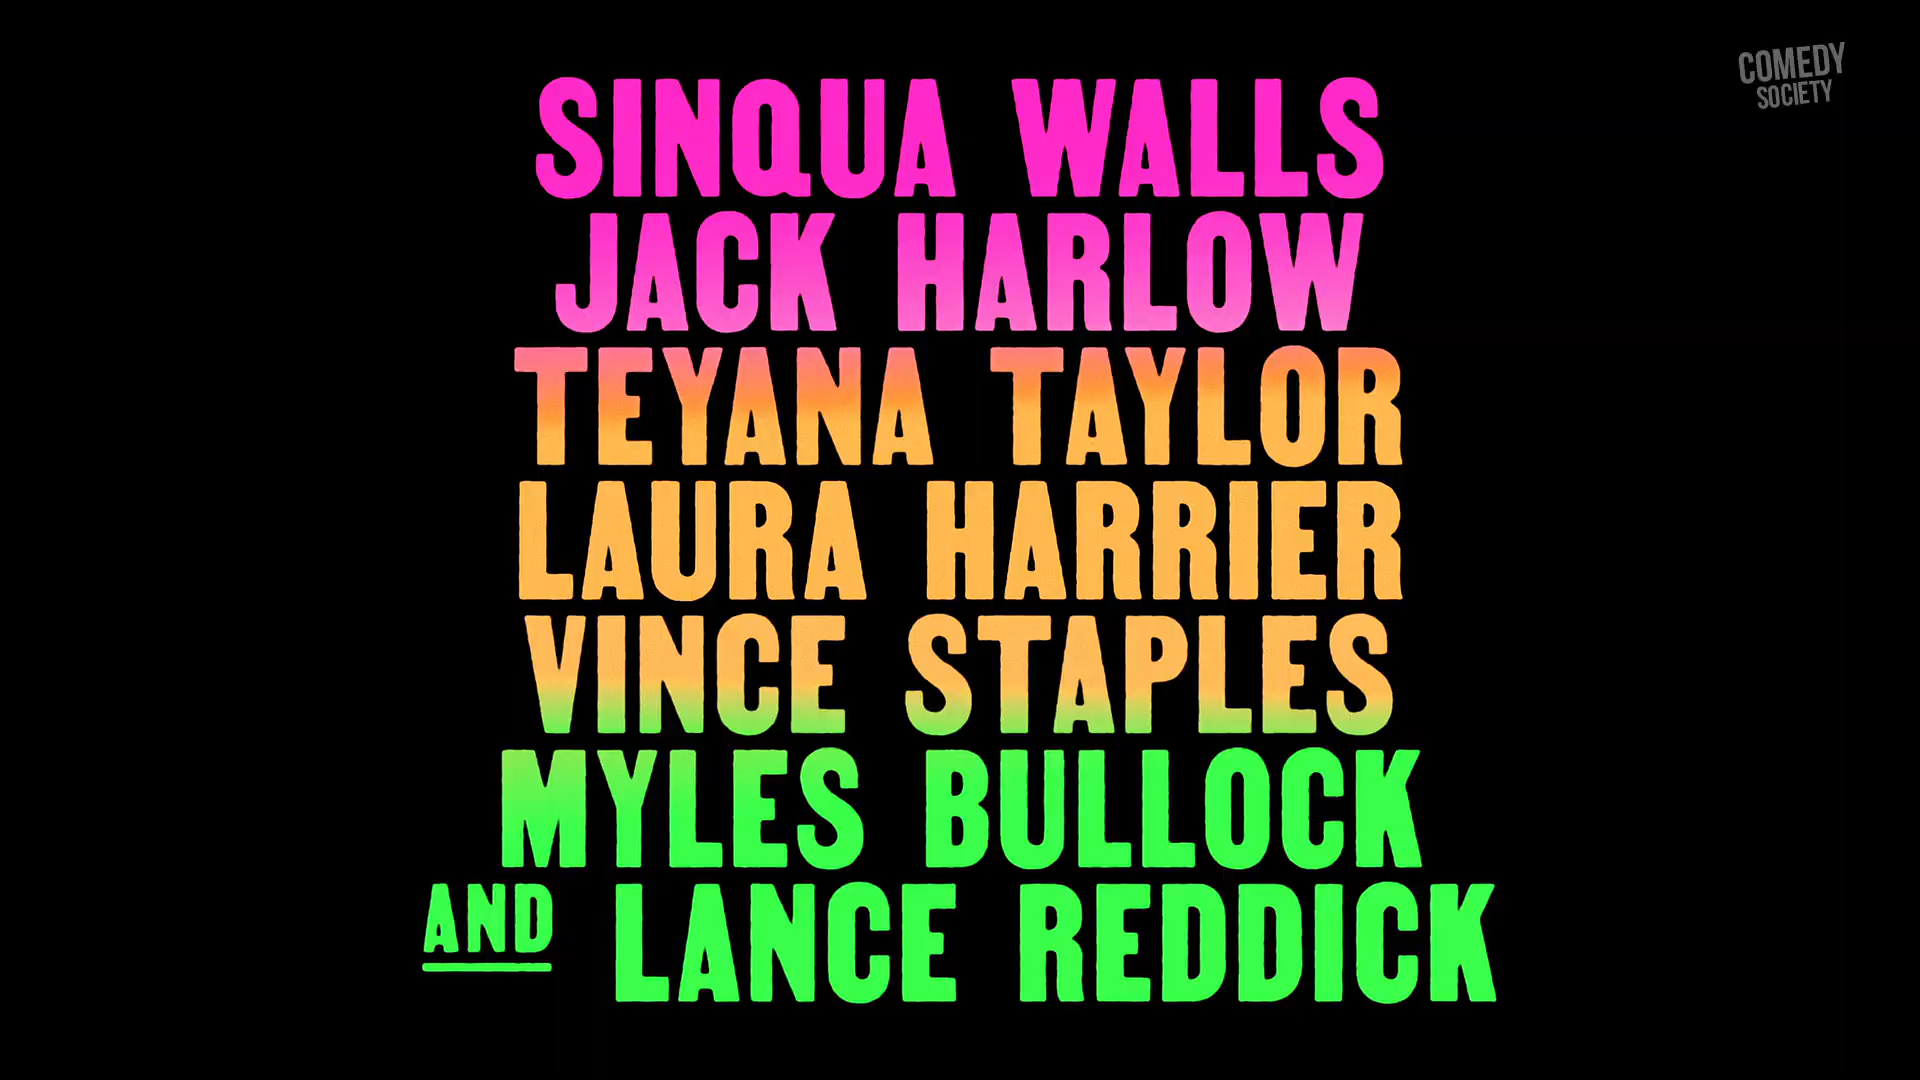 COMEDY
SOCIETY
SINQUA WALLS
JACK HARLOW
TEYANA TAYLOR
LAURA HARRIER
VINCE STAPLES
MYLES BULLOCK
AND LANCE REDDICK